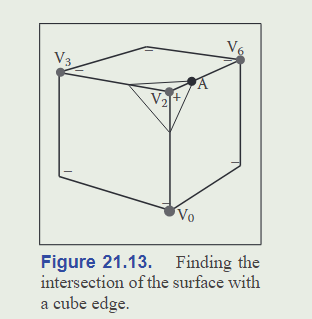 V3
V6
A
V2
+
V0
Figure 21.13. Finding the
intersection of the surface with
a cube edge.